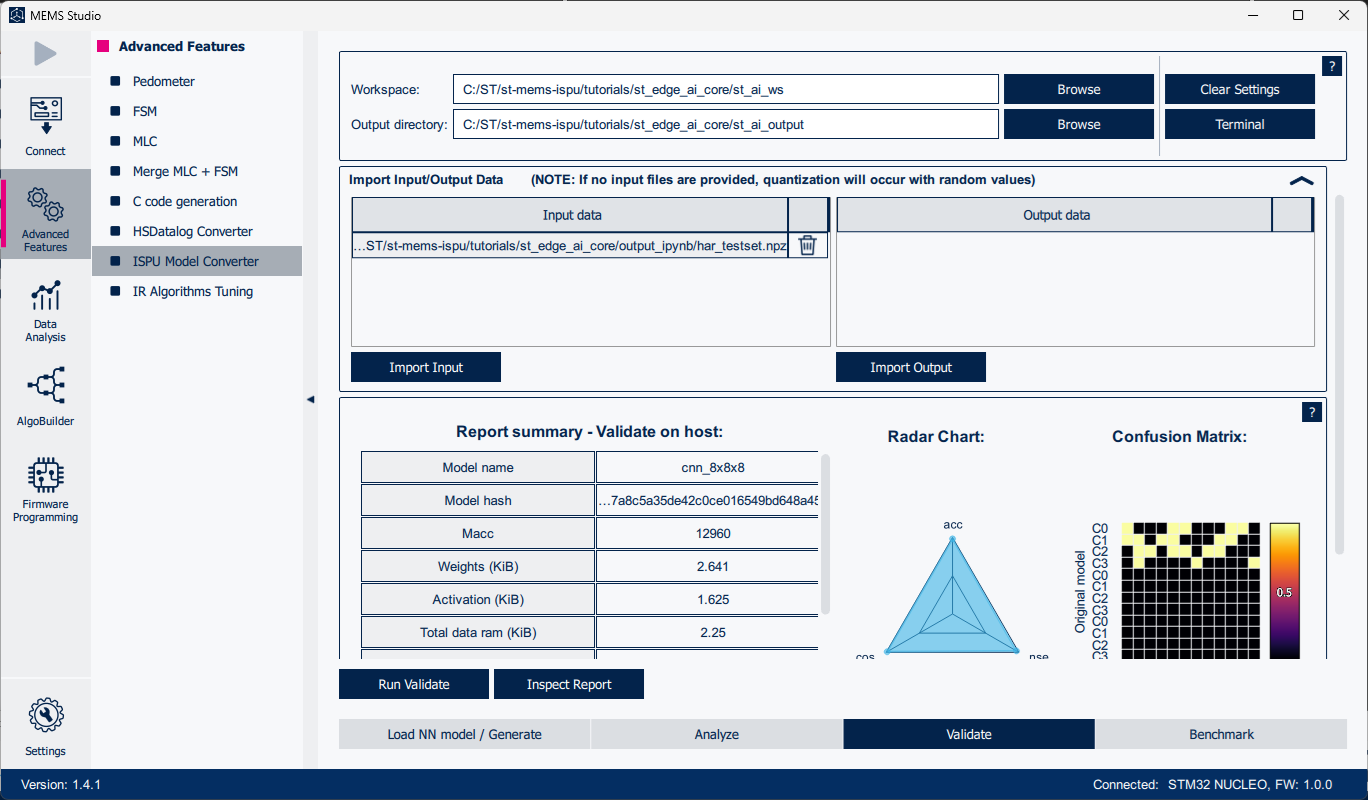 MEMS Studio
Connect
Advanced
Features
Data
Analysis
AlgoBuilder
Firmware
Programming
Settings
Advanced Features
Pedometer
FSM
MLC
Merge MLC + FSM
C code generation
HSDatalog Converter
ISPU Model Converter
IR Algorithms Tuning
?
Workspace: C:/ST/st-mems-ispu/tutorials/st_edge_ai_core/st_ai_ws Browse Clear Settings
Output directory: C:/ST/st-mems-ispu/tutorials/st_edge_ai_core/st_ai_output Browse Terminal
Import Input/Output Data (NOTE: If no input files are provided, quantization will occur with random values)
Input data Output data
...ST/st-mems-ispu/tutorials/st_edge_ai_core/output_ipynb/har_testset.npz
Import Input Import Output
?
Report summary - Validate on host:
Model name cnn_8x8x8
Model hash ...7a8c5a35de42c0ce016549bd648a45
Macc 12960
Weights (KiB) 2.641
Activation (KiB) 1.625
Total data ram (KiB) 2.25
Radar Chart:
acc
cos nse
Confusion Matrix:
Original model
C0
C1
C2
C3
C0
C1
C2
C3
C0
C1
C2
C3
0.5
Run Validate Inspect Report
Load NN model / Generate Analyze Validate Benchmark
Version: 1.4.1 Connected: STM32 NUCLEO, FW: 1.0.0